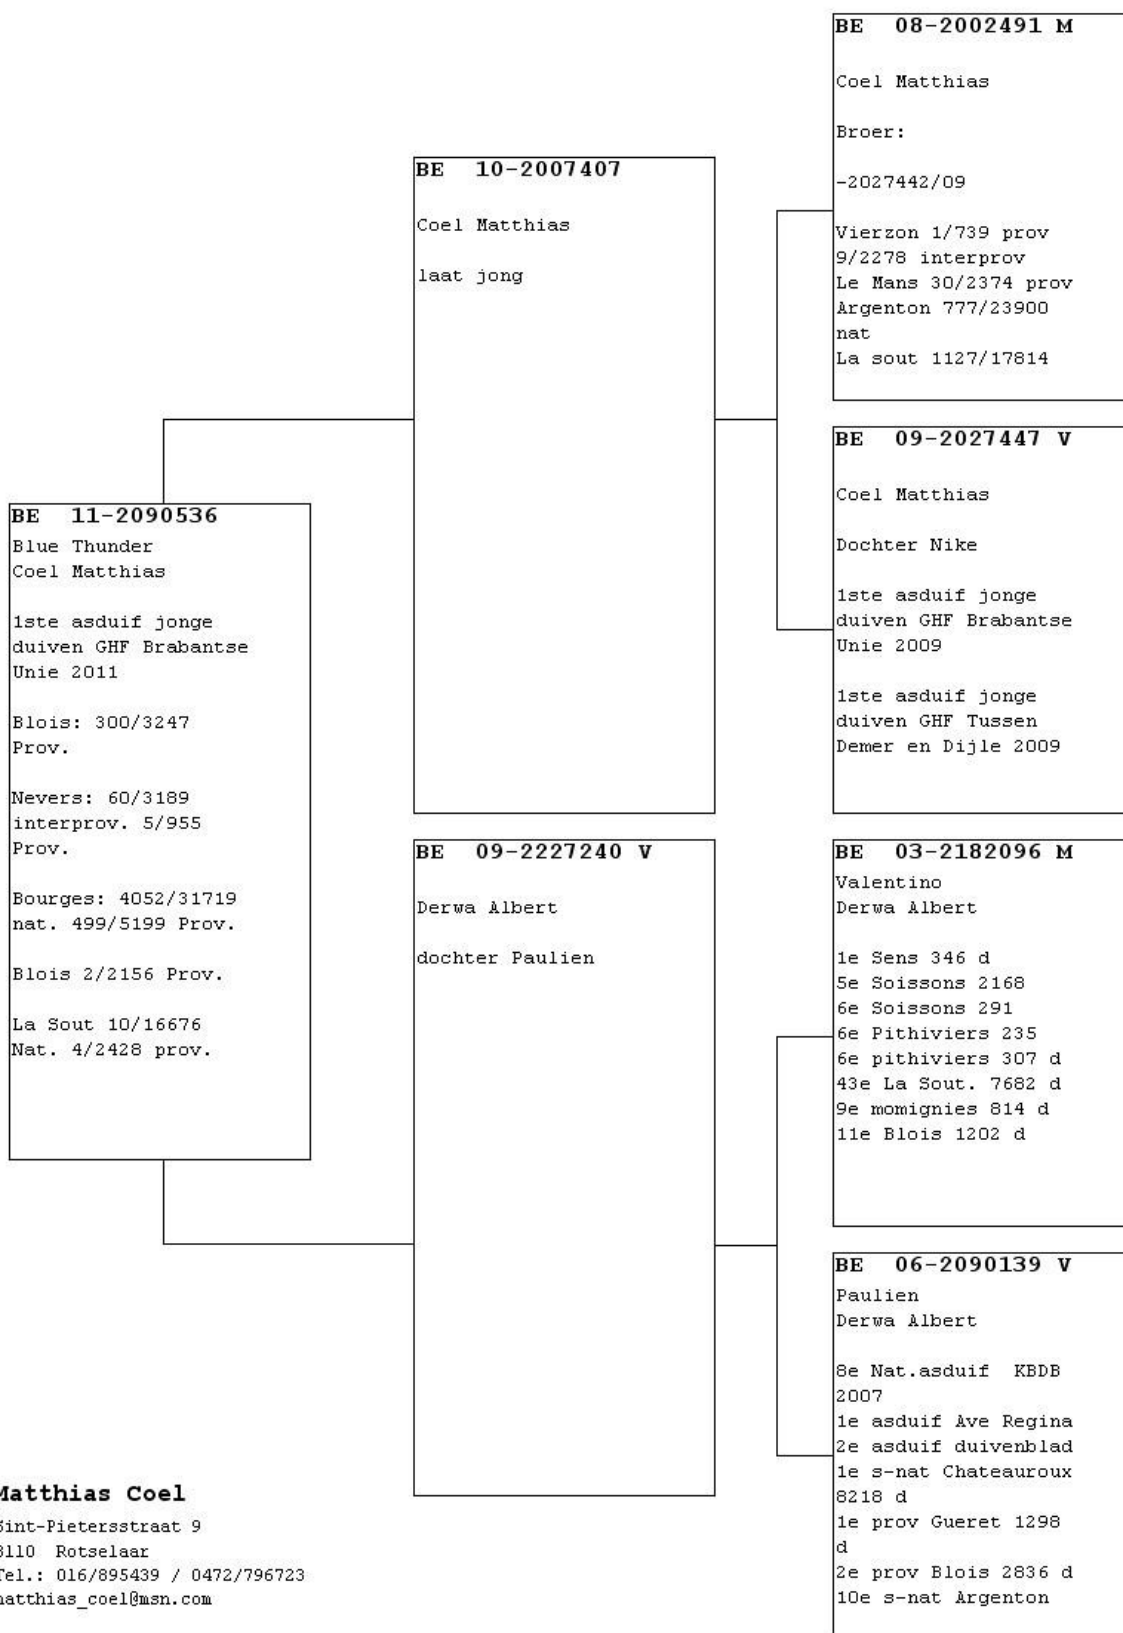 BE 11-2090536
Blue Thunder
Coel Matthias
1ste asduif jonge
duiven GHF Brabantse
Unie 2011
Blois: 300/3247
Prov.
Nevers: 60/3189
interprov. 5/955
Prov.
Bourges: 4052/31719
nat. 499/5199 Prov.
Blois 2/2156 Prov.
La Sout 10/16676
Nat. 4/2428 prov.
BE 10-2007407
Coel Matthias
laat jong
BE 09-2227240 V
Derwa Albert
dochter Paulien
BE 08-2002491 M
Coel Matthias
Broer:
-2027442/09
Vierzon 1/739 prov
9/2278 interprov
Le Mans 30/2374 prov
Argenton 777/23900
nat
La sout 1127/17814
BE 09-2027447 V
Coel Matthias
Dochter Nike
1ste asduif jonge
duiven GHF Brabantse
Unie 2009
1ste asduif jonge
duiven GHF Tussen
Demer en Dijle 2009
BE 03-2182096 M
Valentino
Derwa Albert
1e Sens 346 d
5e Soissons 2168
6e Soissons 291
6e Pithiviers 235
6e pithiviers 307 d
43e La Sout. 7682 d
9e momignies 814 d
11e Blois 1202 d
BE 06-2090139 V
Paulien
Derwa Albert
8e Nat.asduif KBDB
2007
1e asduif Ave Regina
2e asduif duivenblad
1e s-nat Chateauroux
8218 d
1e prov Gueret 1298
d
2e prov Blois 2836 d
10e s-nat Argenton
Matthias Coel
Sint-Pietersstraat 9
3110 Rotselaar
Tel.: 016/895439 / 0472/796723
matthias_coel@msn.com